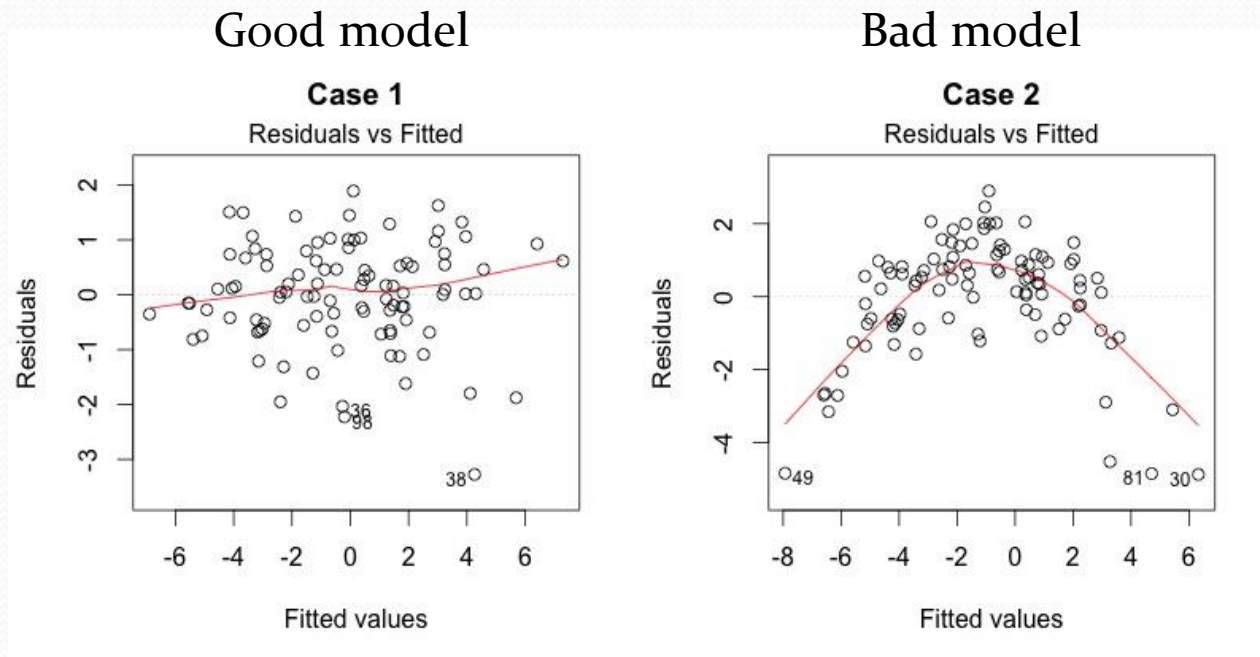 Good model
Case 1
Residuals vs Fitted
Residuals
2
1
0
-1
-2
-3
36
98
38
-6 -4 -2 0 2 4 6
Fitted values
Bad model
Case 2
Residuals vs Fitted
Residuals
2
0
-2
-4
49
81
30
-8 -6 -4 -2 0 2 4 6
Fitted values